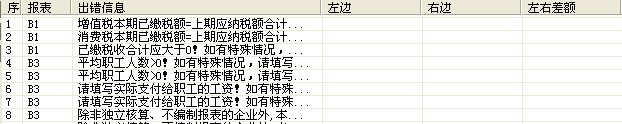 序 报表 出错信息 左边 右边 左右差额
1 B1 增值税本期已缴税额=上期应纳税额合计...
2 B1 消费税本期已缴税额=上期应纳税额合计...
3 B1 已缴税收合计应大于0！如有特殊情况，...
4 B3 平均职工人数>0！如有特殊情况，请填写...
5 B3 平均职工人数>0！如有特殊情况，请填写...
6 B3 请填写实际支付给职工的工资！如有特殊...
7 B3 请填写实际支付给职工的工资！如有特殊...
8 B3 除非独立核算、不编制报表的企业外,本...